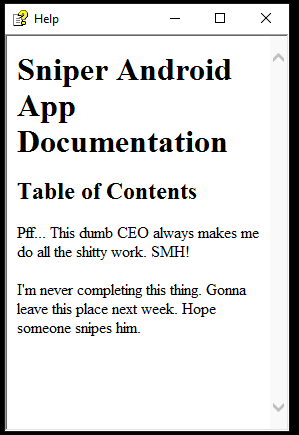 Help
Sniper Android
App
Documentation
Table of Contents
Pff... This dumb CEO always makes me
do all the shitty work. SMH!
I'm never completing this thing. Gonna
leave this place next week. Hope
someone snipes him.